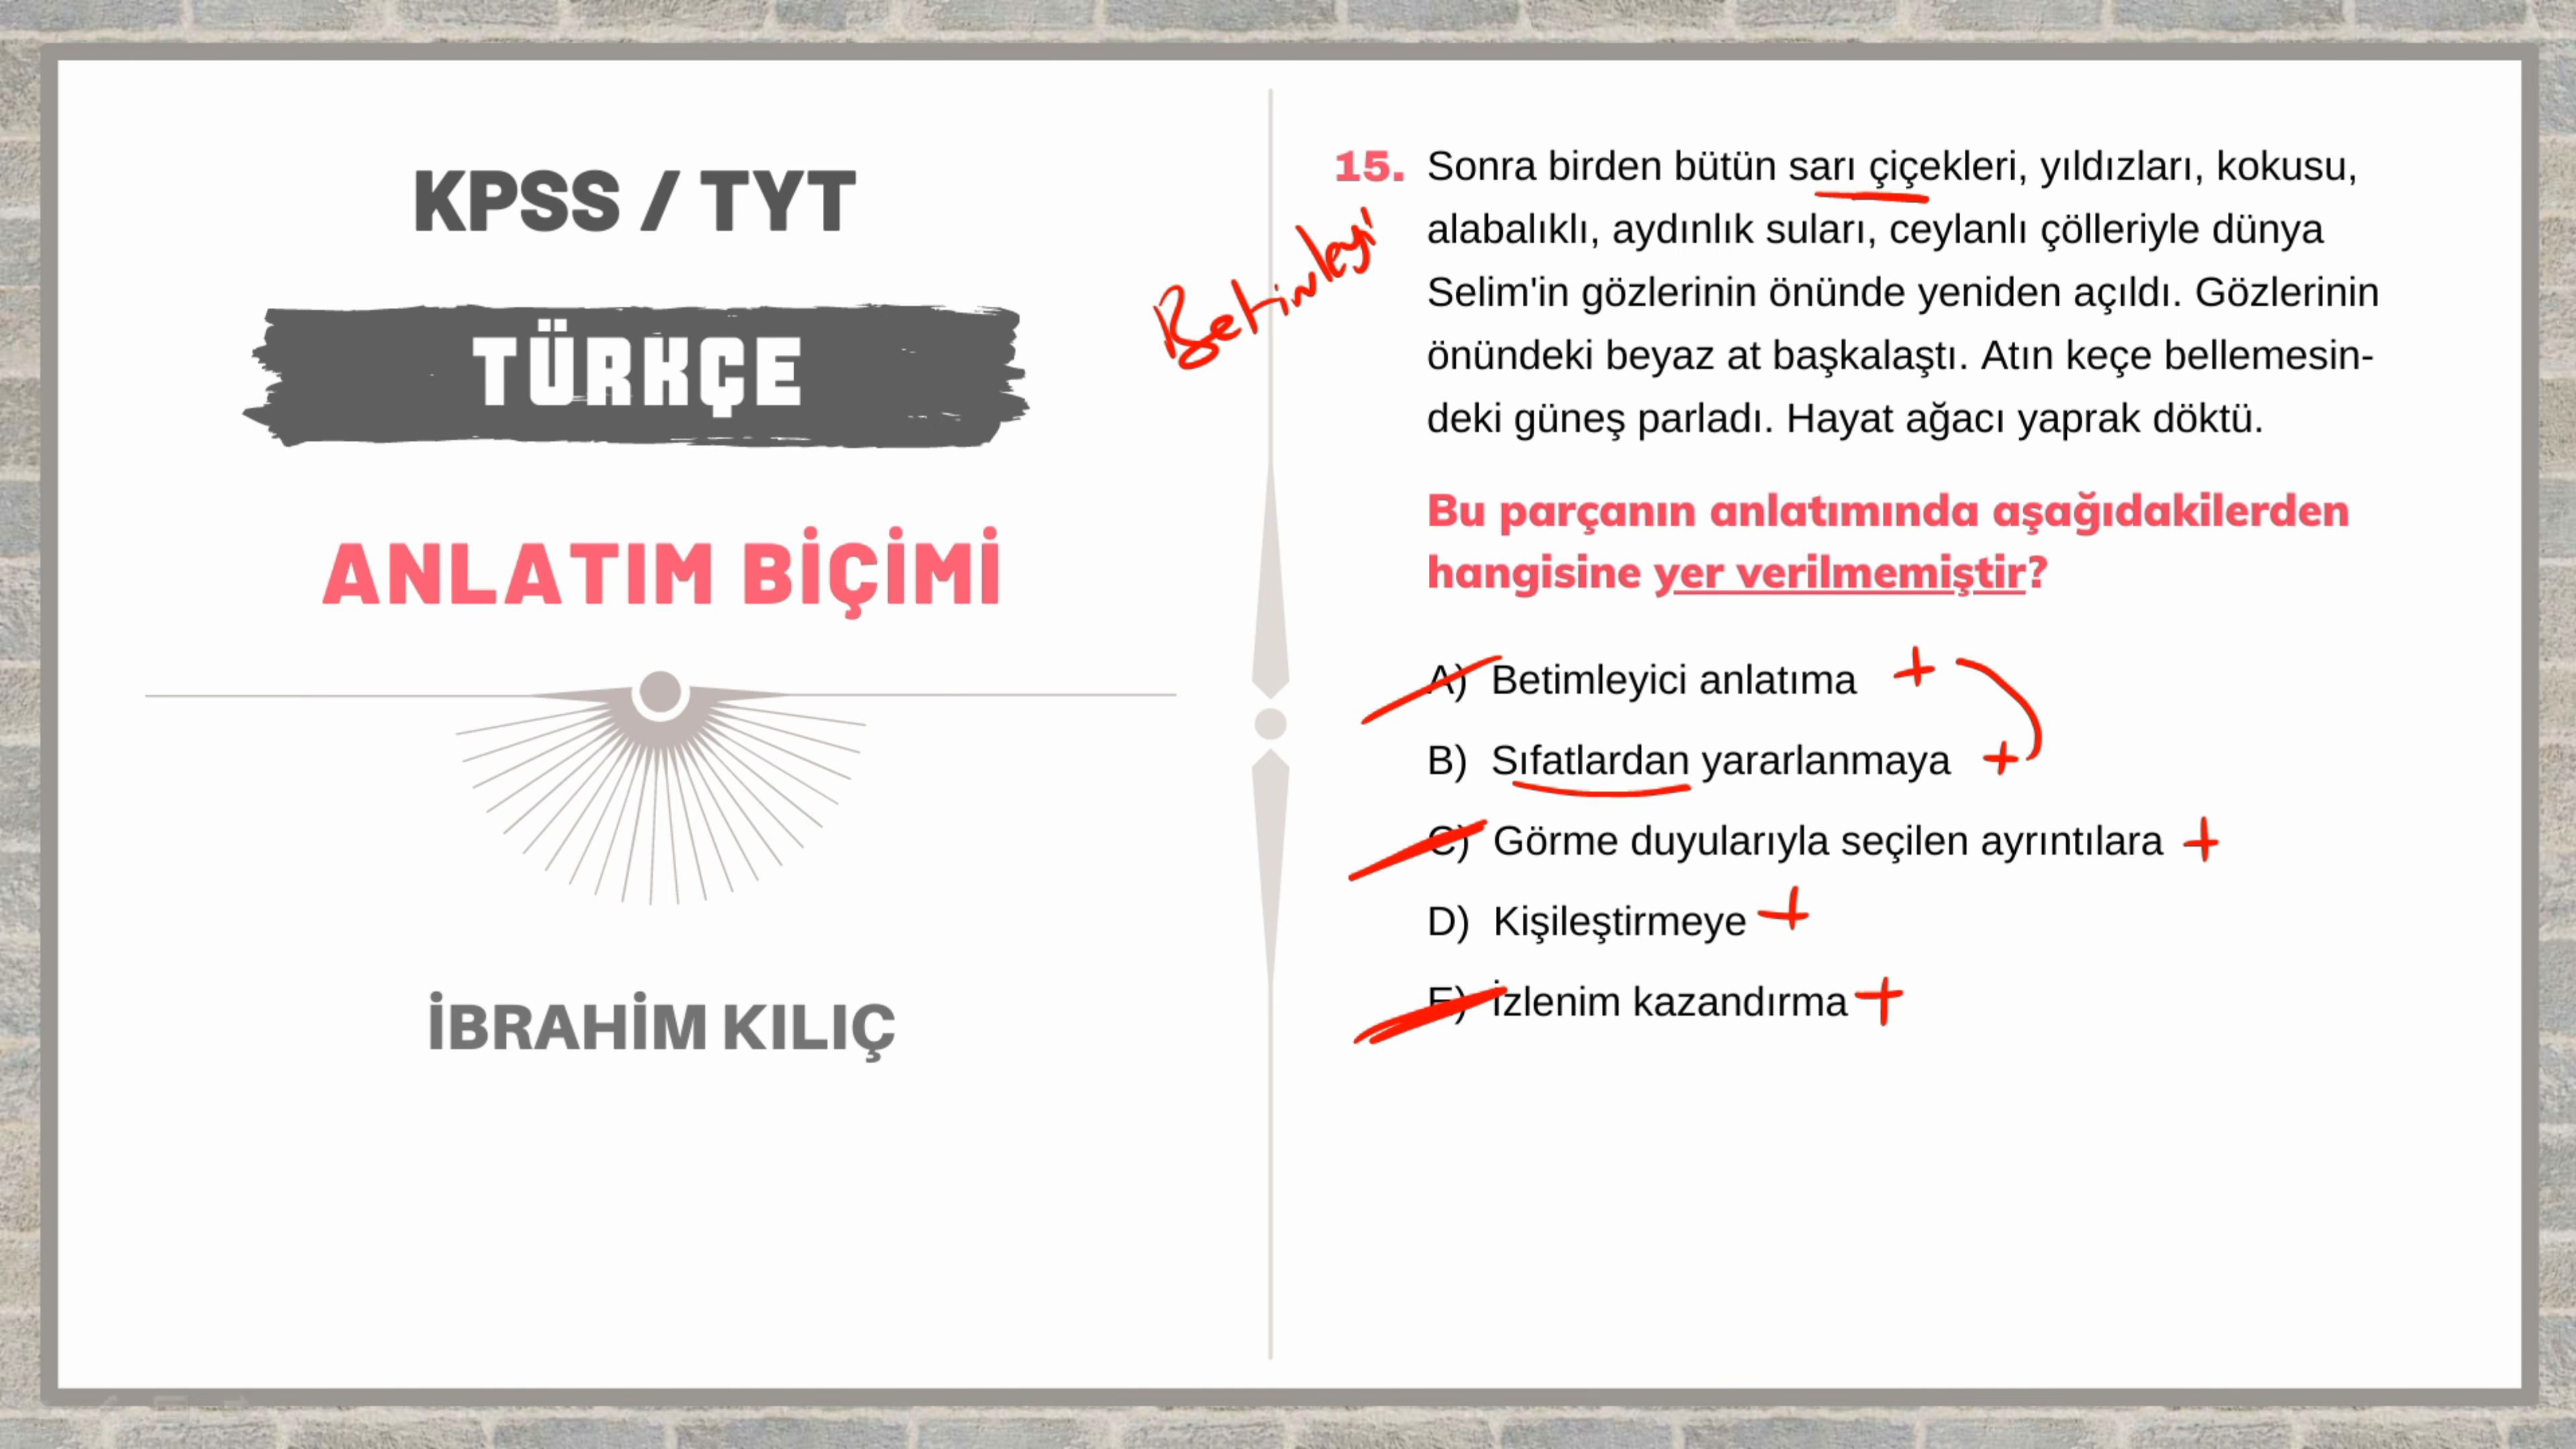 KPSS / TYT
TÜRKÇE
ANLATIM BİÇİMİ
İBRAHİM KILIÇ
15. Sonra birden bütün sarı çiçekleri, yıldızları, kokusu,
alabalıklı, aydınlık suları, ceylanlı çölleriyle dünya
Selim'in gözlerinin önünde yeniden açıldı. Gözlerinin
önündeki beyaz at başkalaştı. Atın keçe bellemesin-
deki güneş parladı. Hayat ağacı yaprak döktü.
Bu parçanın anlatımında aşağıdakilerden
hangisine yer verilmemiştir?
A) Betimleyici anlatıma +
B) Sıfatlardan yararlanmaya +
C) Görme duyularıyla seçilen ayrıntılara +
D) Kişileştirmeye +
E) İzlenim kazandırma +